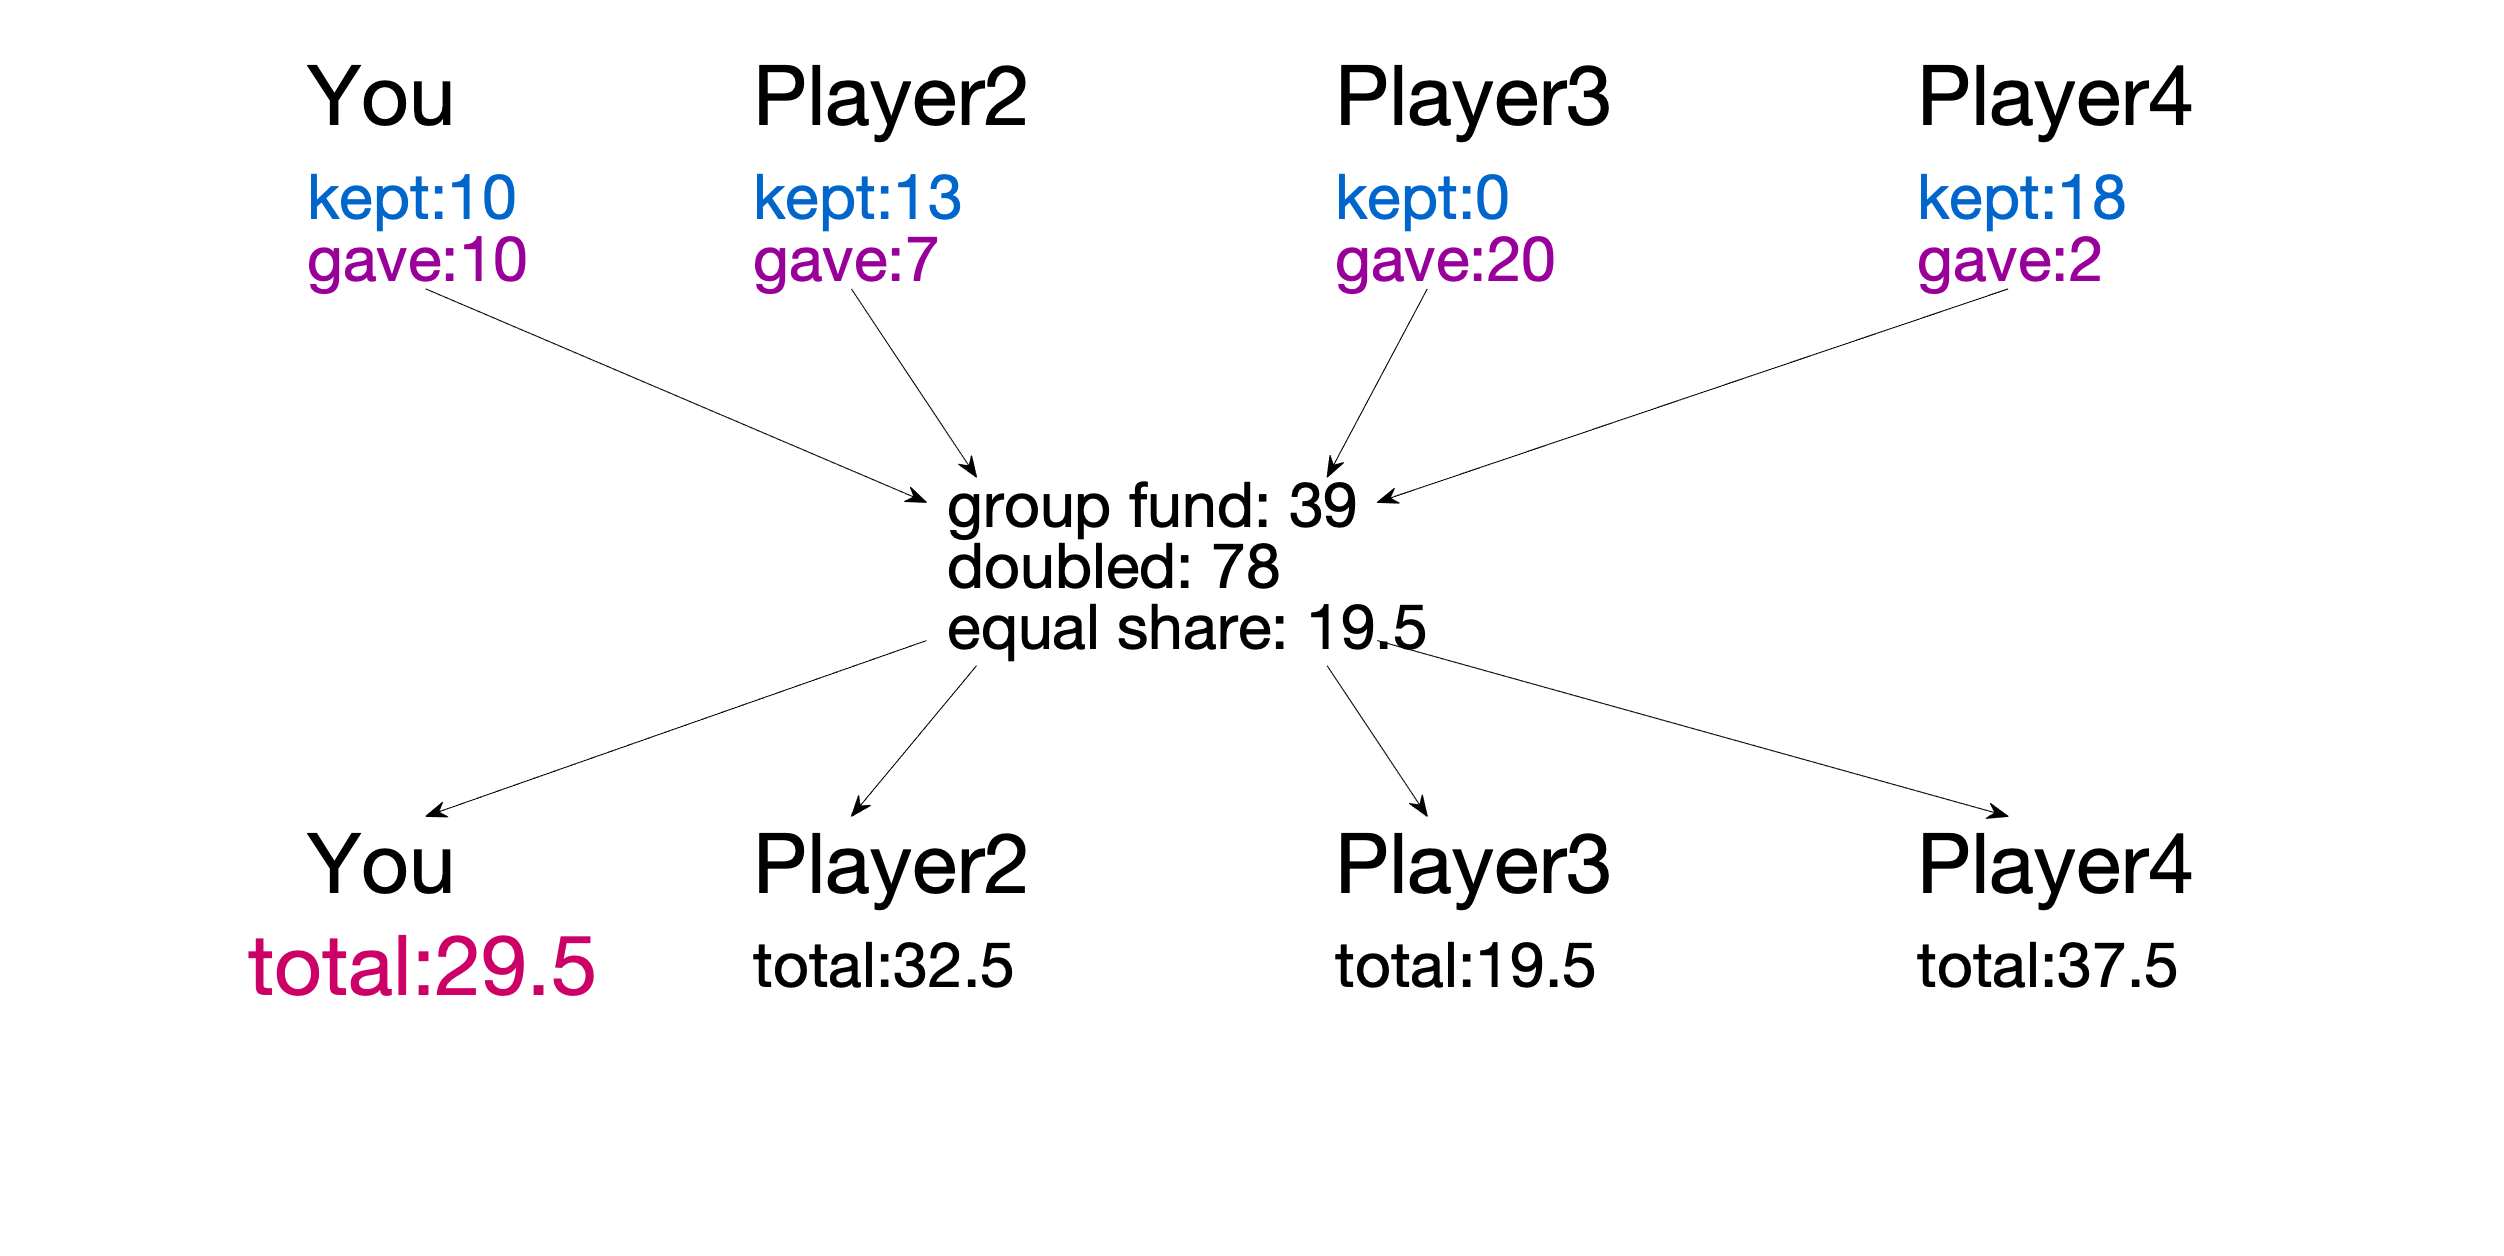 You Player2 Player3 Player4
kept:10 kept:13 kept:0 kept:18
gave:10 gave:7 gave:20 gave:2
group fund: 39
doubled: 78
equal share: 19.5
You Player2 Player3 Player4
total:29.5 total:32.5 total:19.5 total:37.5